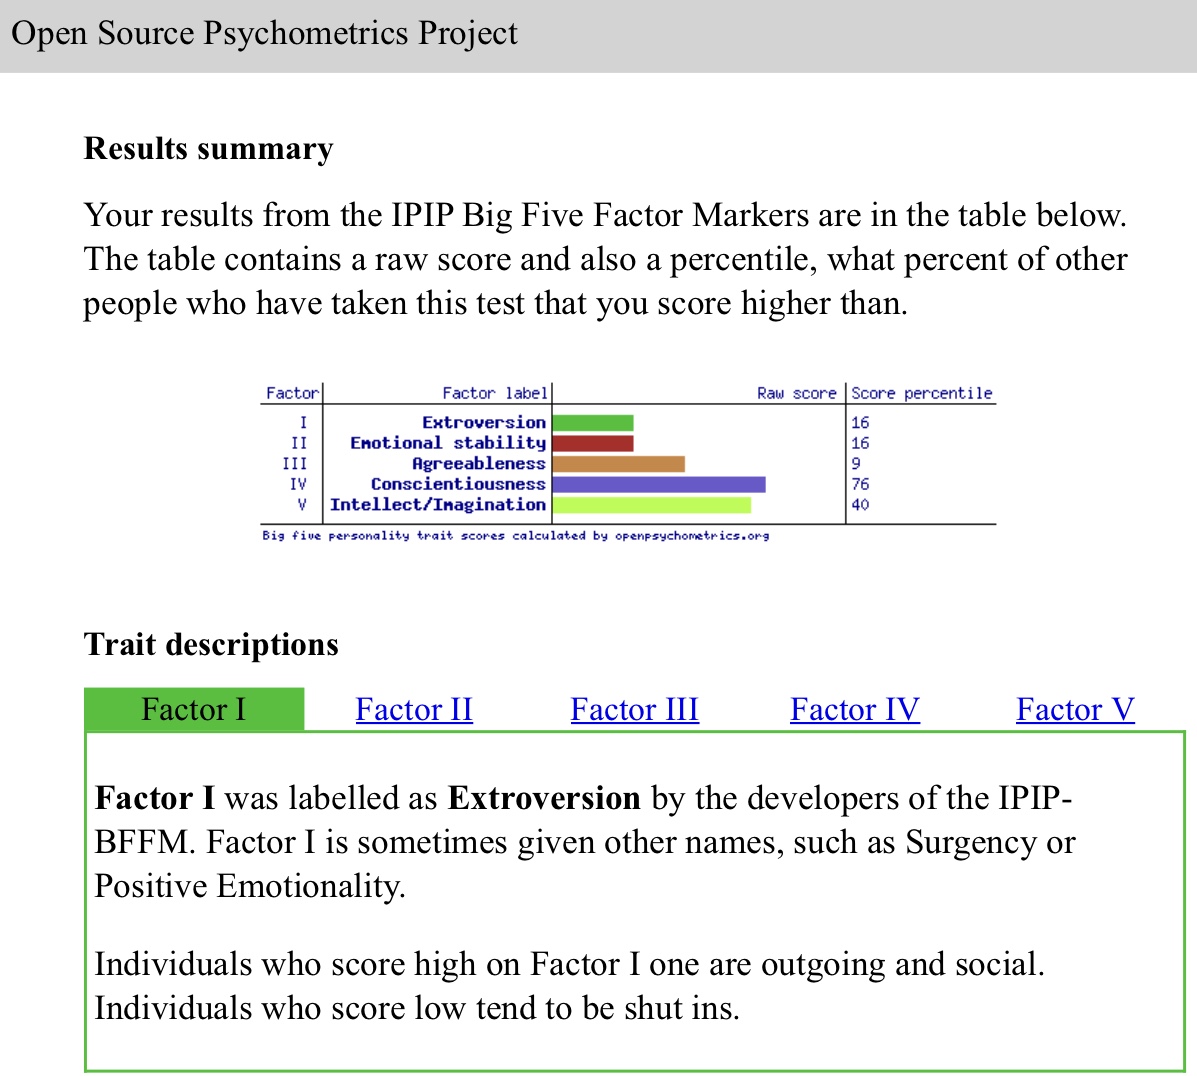 Open Source Psychometrics Project
Results summary
Your results from the IPIP Big Five Factor Markers are in the table below.
The table contains a raw score and also a percentile, what percent of other
people who have taken this test that you score higher than.
Factor Factor label Raw score Score percentile
I Extroversion 16
II Emotional stability 16
III Agreeableness 9
IV Conscientiousness 76
V Intellect/Imagination 40
Big five personality trait scores calculated by openpsychometrics.org
Trait descriptions
Factor I Factor II Factor III Factor IV Factor V
Factor I was labelled as Extroversion by the developers of the IPIP-
BFFM. Factor I is sometimes given other names, such as Surgency or
Positive Emotionality.
Individuals who score high on Factor I one are outgoing and social.
Individuals who score low tend to be shut ins.